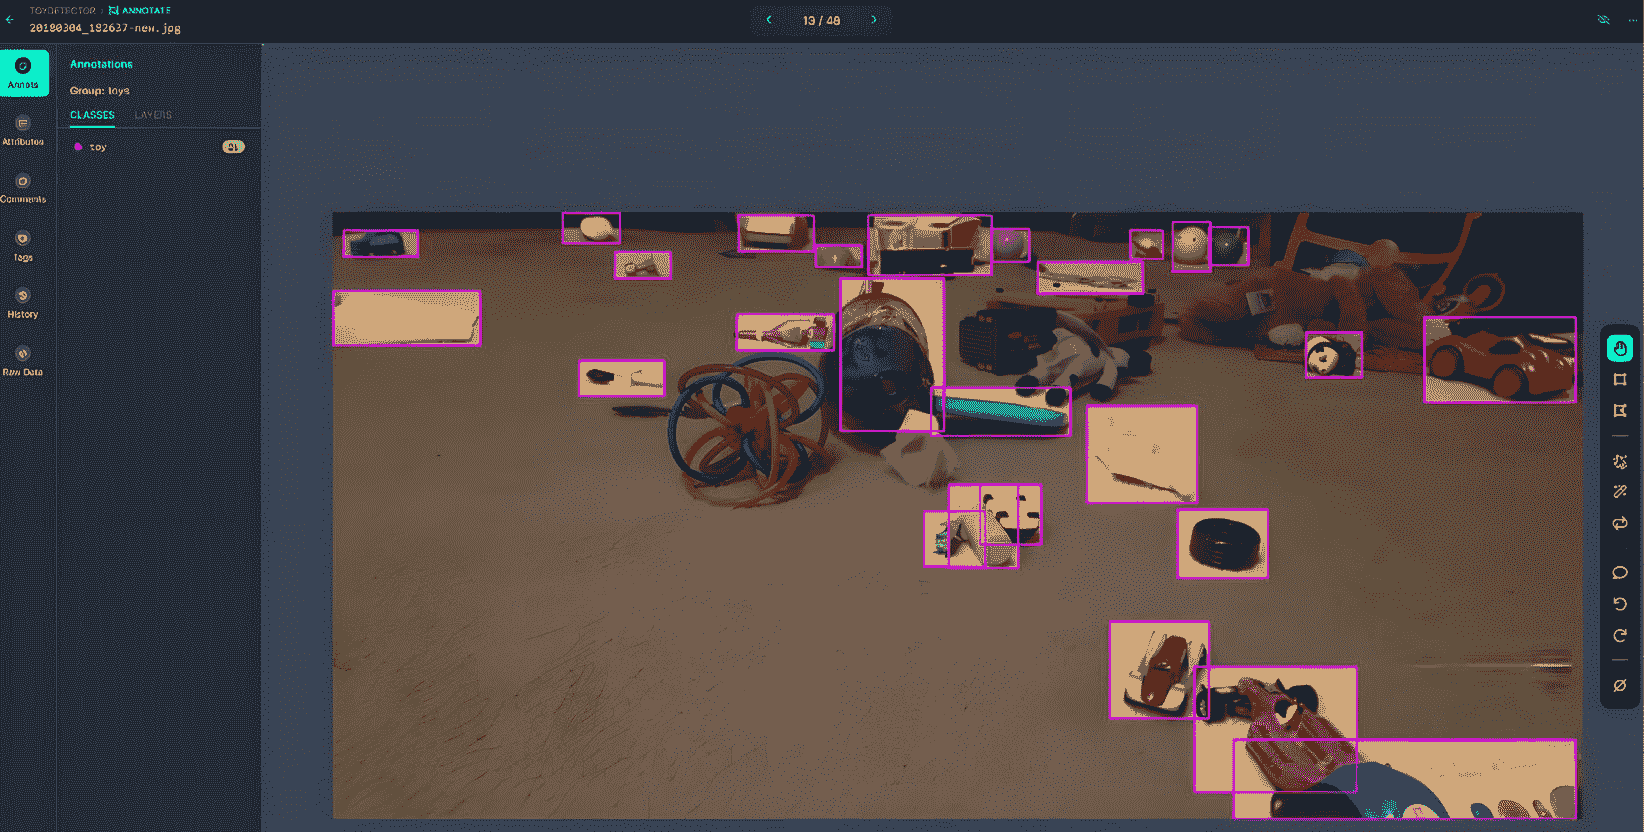 TOYDETECTOR > ANNOTATE
20180304_182637-new.jpg
13 / 48
Annots
Attributes
Comments
Tags
History
Raw Data
Annotations
Group: toys
CLASSES LAYERS
toy